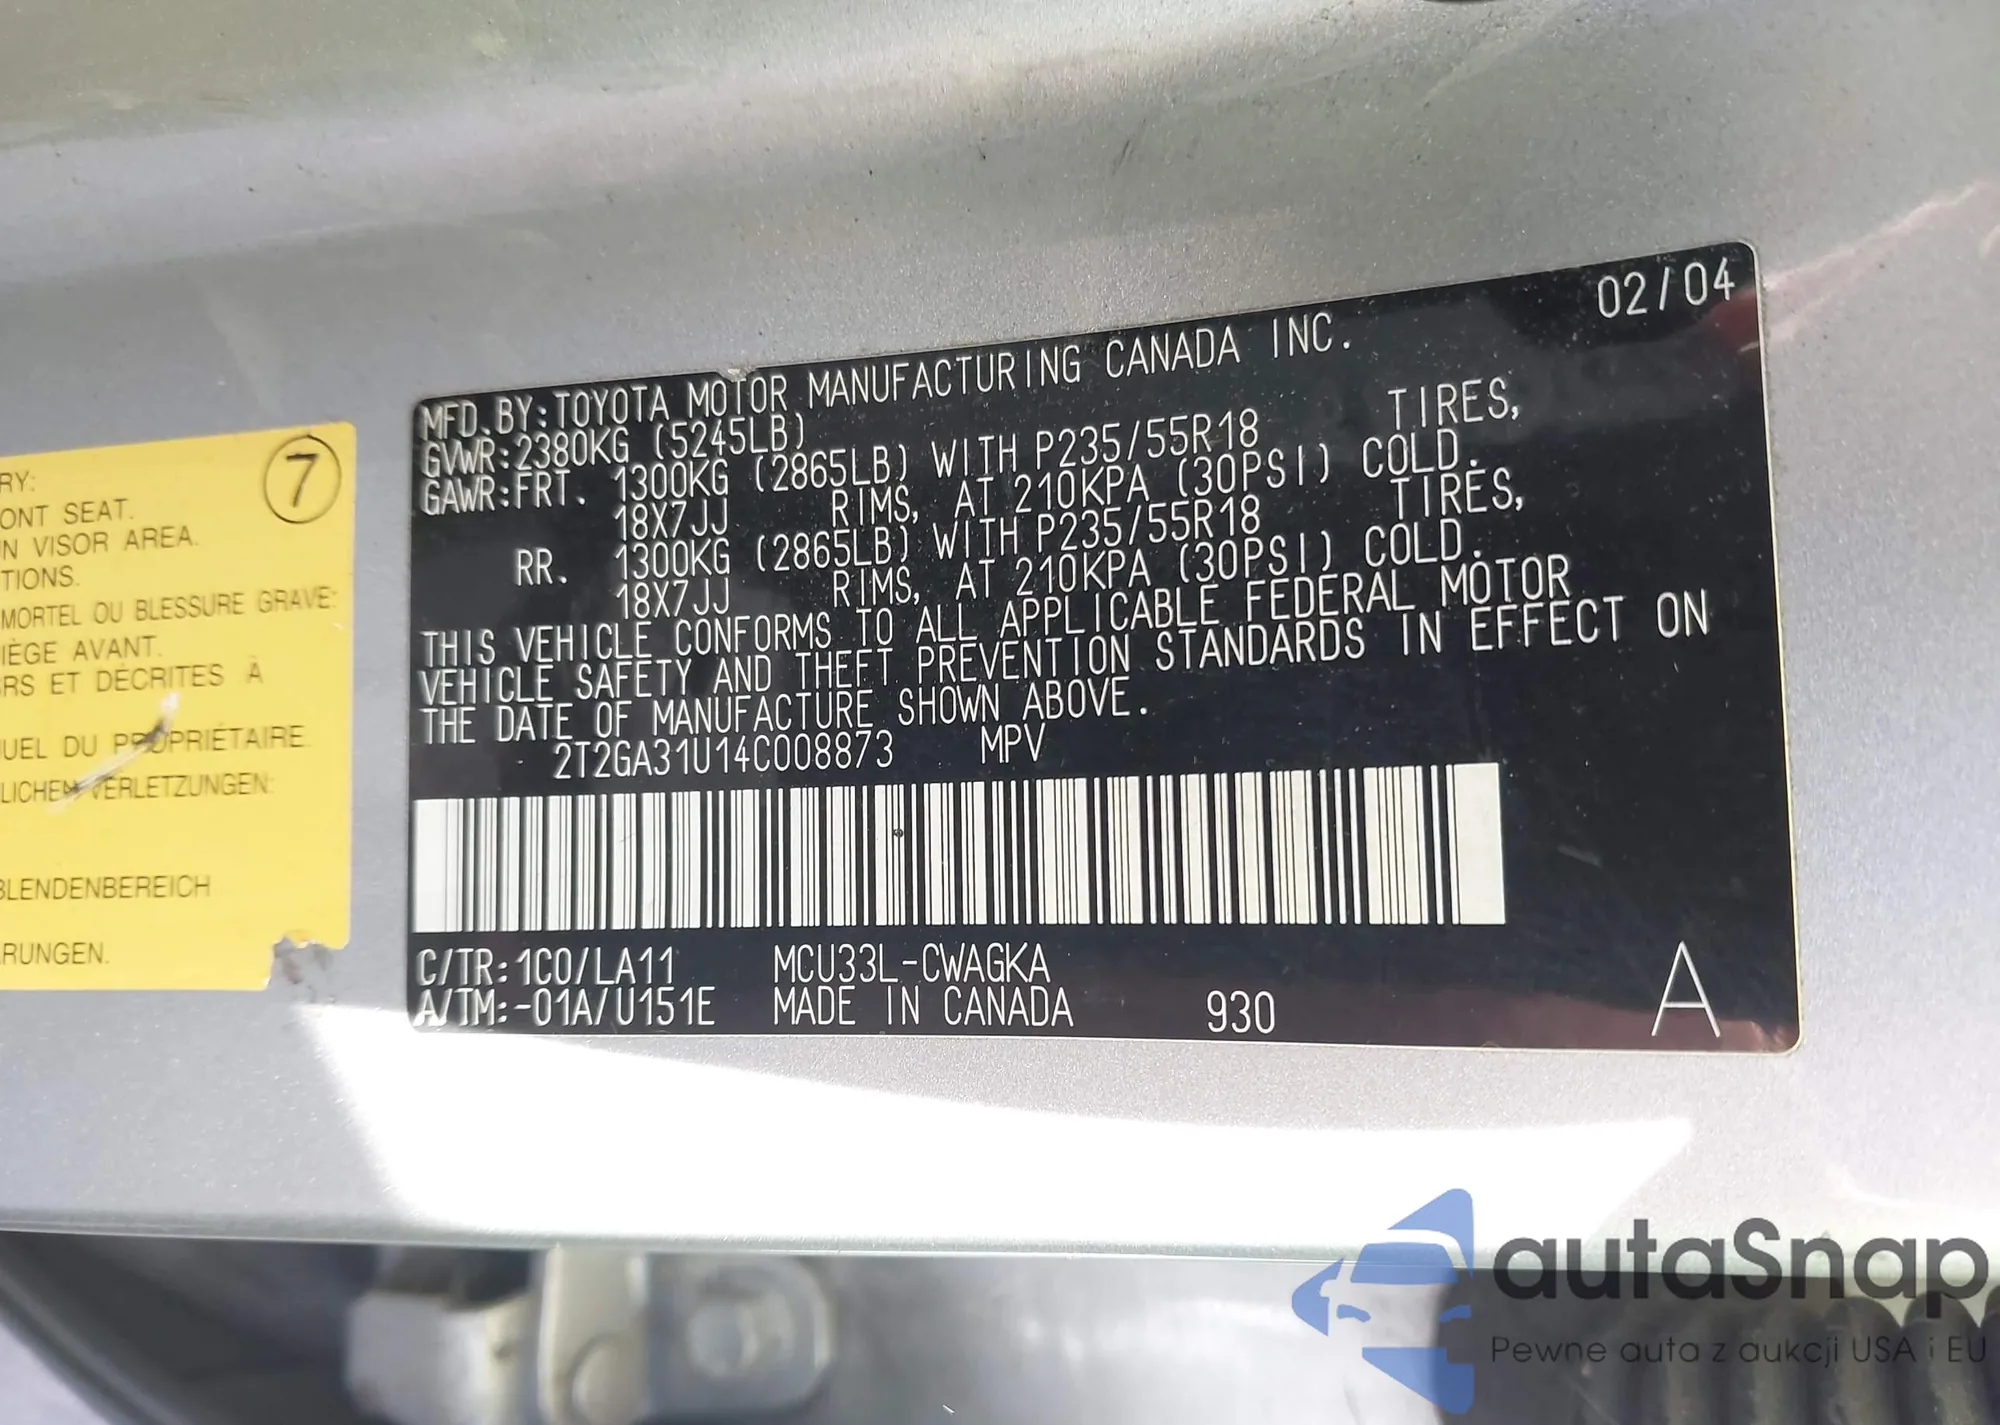 RY:
7
ONT SEAT.
N VISOR AREA.
TIONS.
MORTEL OU BLESSURE GRAVE:
IÈGE AVANT.
RS ET DÉCRITES À
UEL DU PROPRIÉTAIRE.
LICHEN VERLETZUNGEN:
BLENDENBEREICH
RUNGEN.
02/04
MFD.BY:TOYOTA MOTOR MANUFACTURING CANADA INC.
GVWR:2380KG (5245LB)
GAWR:FRT. 1300KG (2865LB) WITH P235/55R18 TIRES,
18X7JJ RIMS, AT 210KPA (30PSI) COLD.
RR. 1300KG (2865LB) WITH P235/55R18 TIRES,
18X7JJ RIMS, AT 210KPA (30PSI) COLD.
THIS VEHICLE CONFORMS TO ALL APPLICABLE FEDERAL MOTOR
VEHICLE SAFETY AND THEFT PREVENTION STANDARDS IN EFFECT ON
THE DATE OF MANUFACTURE SHOWN ABOVE.
2T2GA31U14C008873 MPV
C/TR:1C0/LA11 MCU33L-CWAGKA
A/TM:-01A/U151E MADE IN CANADA 930 A
autaSnap
Pewne auta z aukcji USA i EU